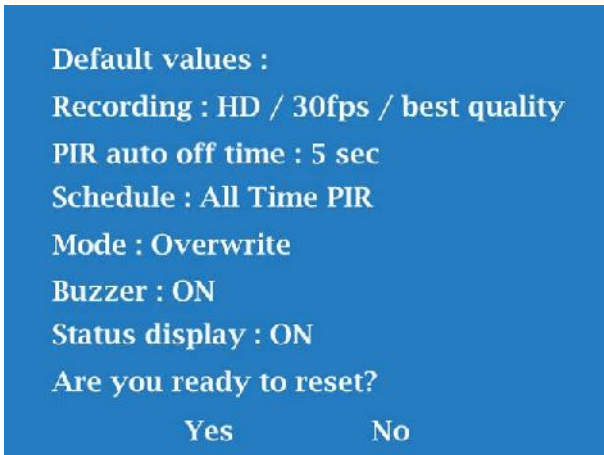 Default values :
Recording : HD / 30fps / best quality
PIR auto off time : 5 sec
Schedule : All Time PIR
Mode : Overwrite
Buzzer : ON
Status display : ON
Are you ready to reset?
Yes No